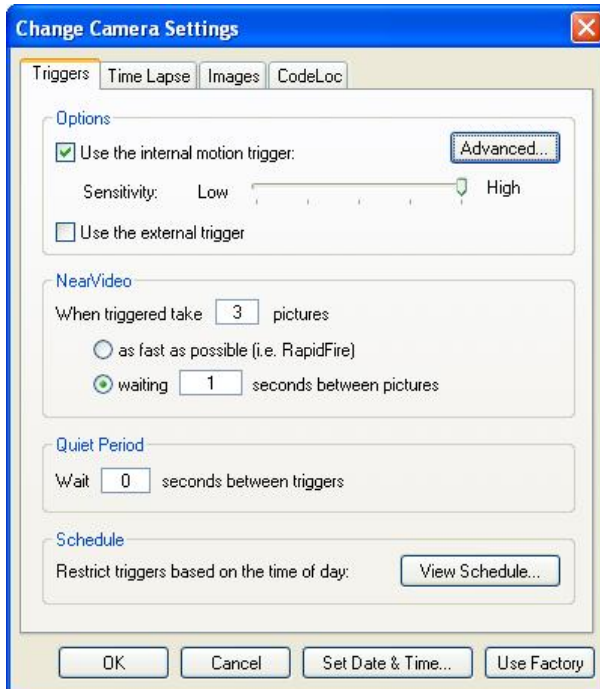 Change Camera Settings
Triggers Time Lapse Images CodeLoc
Options
Use the internal motion trigger: Advanced...
Sensitivity: Low High
Use the external trigger
NearVideo
When triggered take 3 pictures
as fast as possible (i.e. RapidFire)
waiting 1 seconds between pictures
Quiet Period
Wait 0 seconds between triggers
Schedule
Restrict triggers based on the time of day: View Schedule...
OK Cancel Set Date & Time... Use Factory